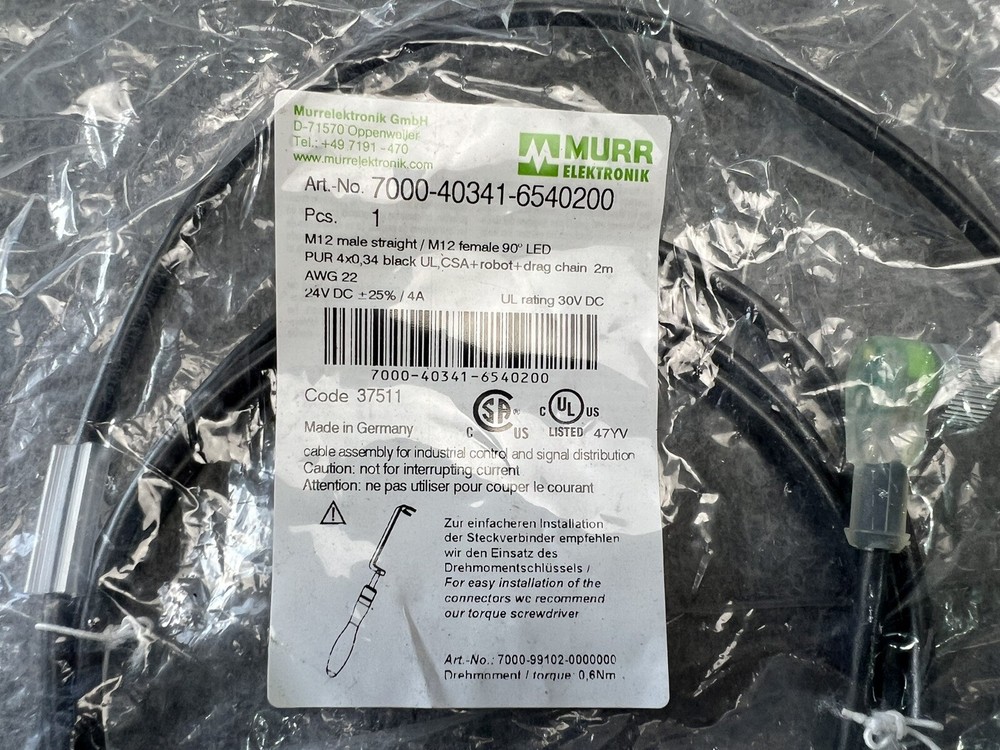 Murrelektronik GmbH
D-71570 Oppenweiler
Tel.: +49 7191 -470
www.murrelektronik.com
MURR
ELEKTRONIK
Art.-No. 7000-40341-6540200
Pcs. 1
M12 male straight / M12 female 90° LED
PUR 4x0,34 black UL,CSA+robot+drag chain 2m
AWG 22
24V DC ±25% / 4A UL rating 30V DC
7000-40341-6540200
Code 37511
Made in Germany
SA ®
C US
C UL US
LISTED 47YV
cable assembly for industrial control and signal distribution
Caution: not for interrupting current
Attention: ne pas utiliser pour couper le courant
Zur einfacheren Installation
der Steckverbinder empfehlen
wir den Einsatz des
Drehmomentschlüssels /
For easy installation of the
connectors we recommend
our torque screwdriver
Art.-No.: 7000-99102-0000000
Drehmoment / torque: 0,6Nm